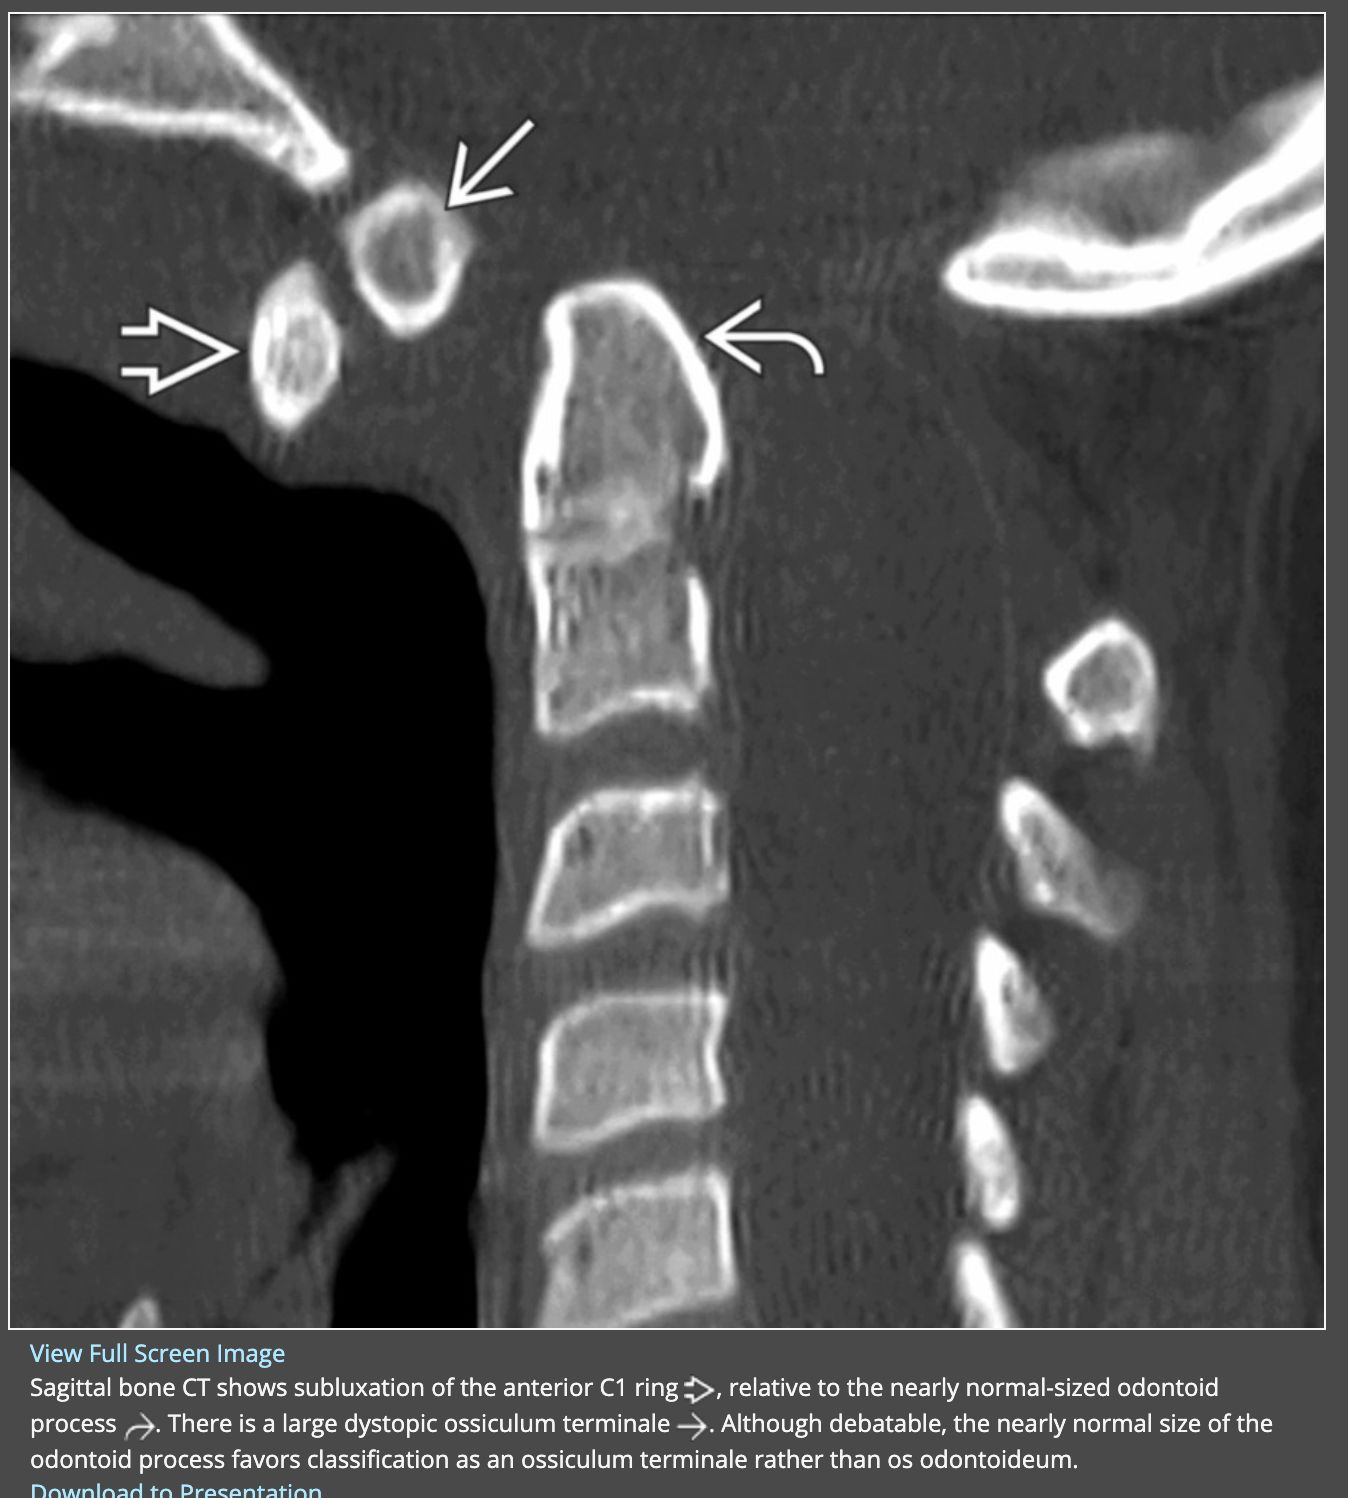 View Full Screen Image
Sagittal bone CT shows subluxation of the anterior C1 ring, relative to the nearly normal-sized odontoid
process. There is a large dystopic ossiculum terminale. Although debatable, the nearly normal size of the
odontoid process favors classification as an ossiculum terminale rather than os odontoideum.
Download to Presentation